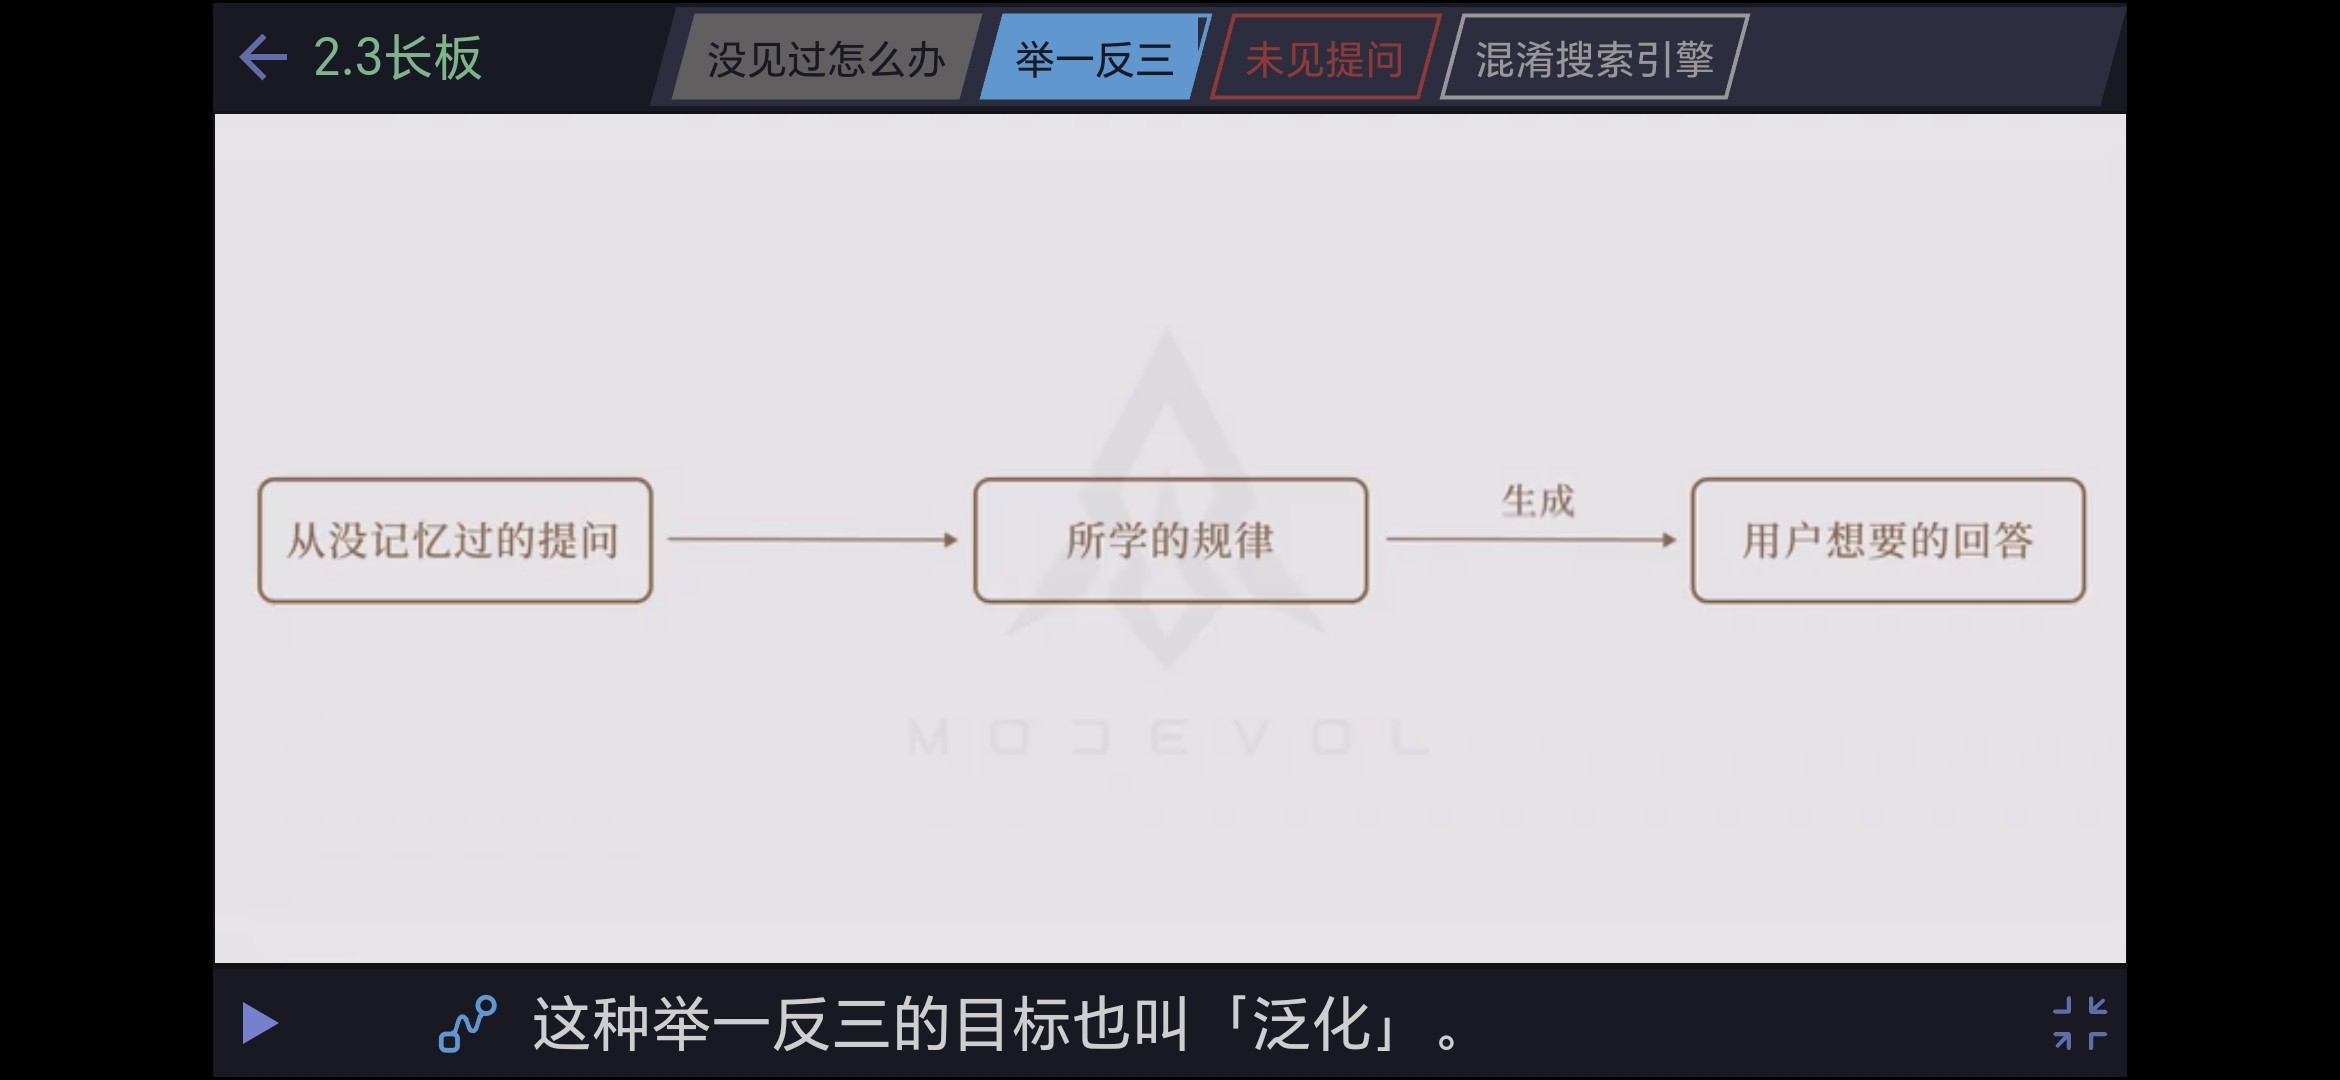 2.3长板
没见过怎么办
举一反三
未见提问
混淆搜索引擎
从没记忆过的提问
所学的规律
生成
用户想要的回答
MODEVOL
这种举一反三的目标也叫「泛化」。